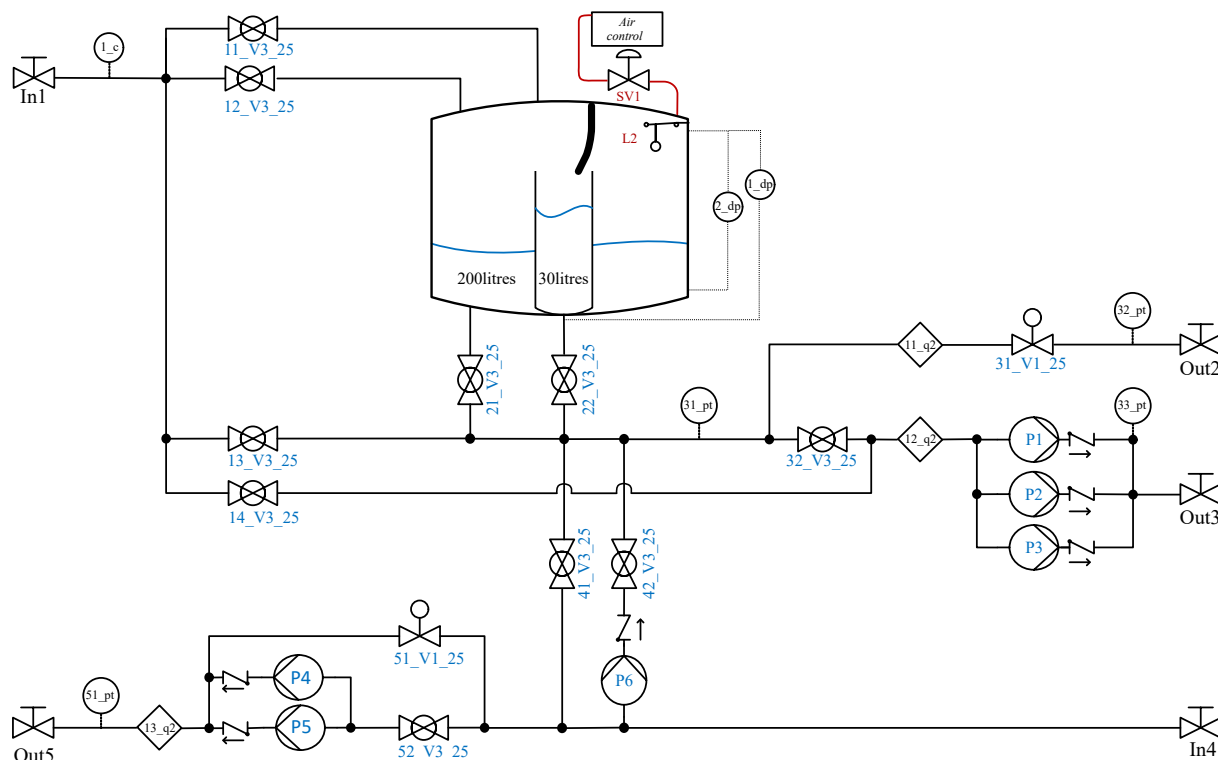 1_c
11_V3_25
Air
control
In1
12_V3_25
SV1
L2
1_dp
2_dp
200litres
30litres
32_pt
11_q2
31_V1_25
Out2
21_V3_25
22_V3_25
31_pt
33_pt
13_V3_25
32_V3_25
12_q2
P1
14_V3_25
P2
Out3
P3
41_V3_25
42_V3_25
51_V1_25
P4
P6
51_pt
13_q2
P5
Out5
52_V3_25
In4